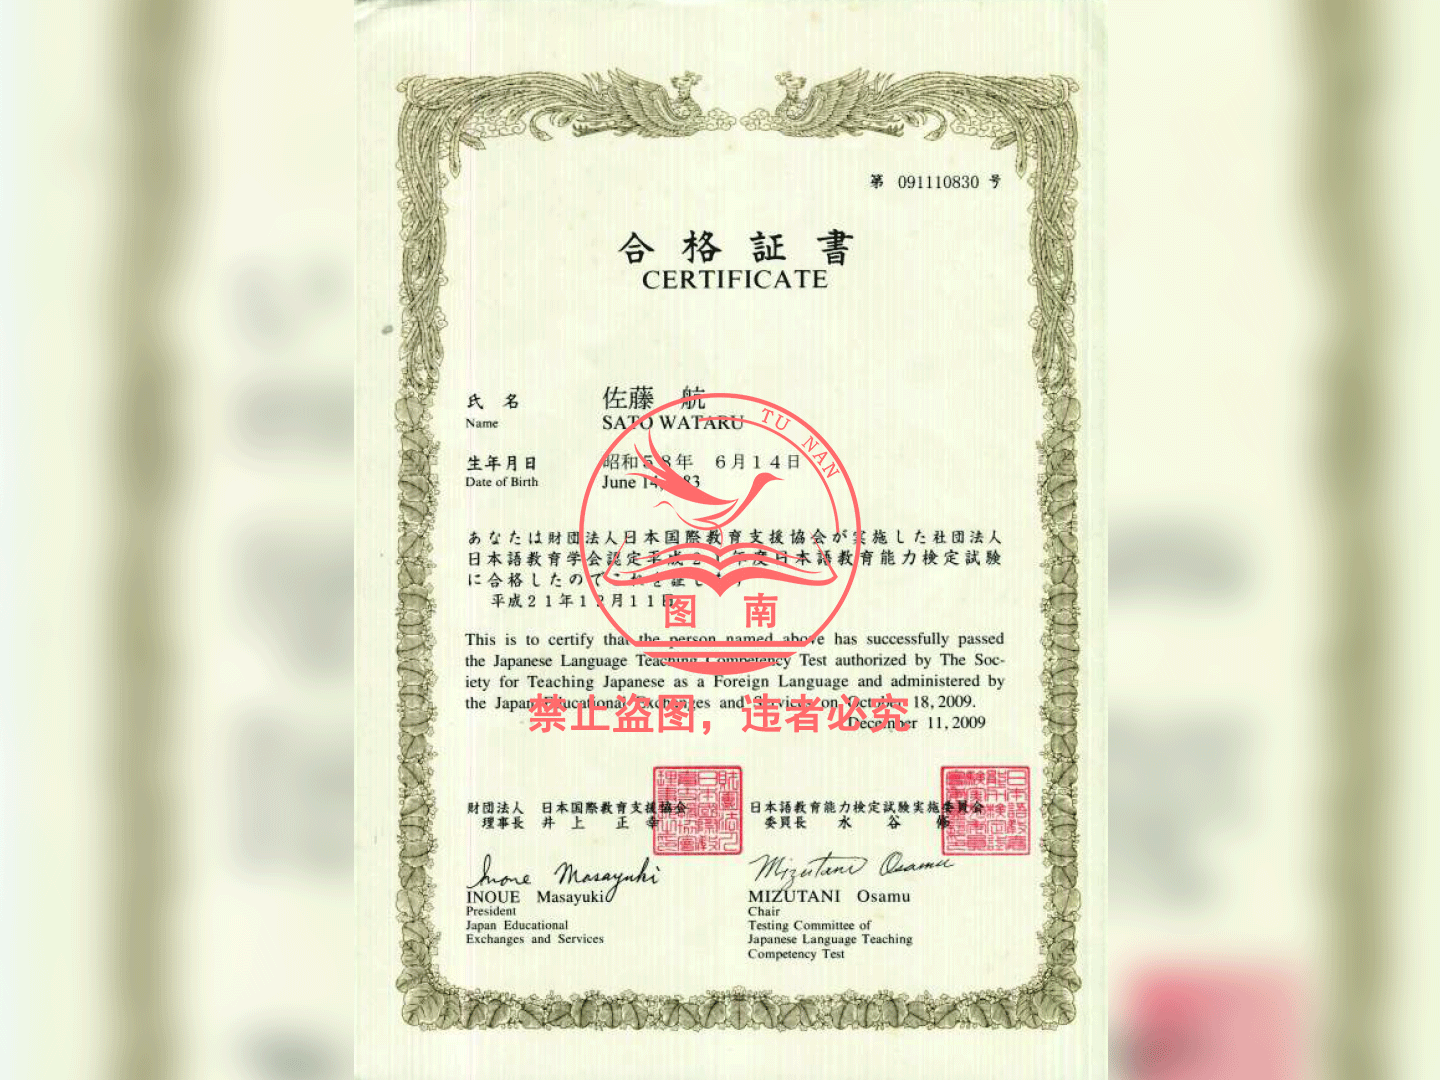 第 091110830 号
合格証書
CERTIFICATE
氏名 佐藤 航
Name SATO WATARU
TU NAN
生年月日 昭和58年 6月14日
Date of Birth June 14, 83
あなたは財団法人日本国際教育支援協会が実施した社団法人
日本語教育学会認定平成21年度日本語教育能力検定試験
に合格したので
平成21年12月11日
图 南
This is to certify that the person named above has successfully passed
the Japanese Language Teaching Competency Test authorized by The Soc-
iety for Teaching Japanese as a Foreign Language and administered by
the Japan Educational Exchanges and Services on October 18, 2009.
禁止盗图，违者必究
December 11, 2009
財団法人 日本国際教育支援協会
理事長 井上 正幸
日本語教育能力検定試験実施委員会
委員長 水谷 修
Inoue Masayuki
Mizutani Osamu
INOUE Masayuki
President
Japan Educational
Exchanges and Services
MIZUTANI Osamu
Chair
Testing Committee of
Japanese Language Teaching
Competency Test